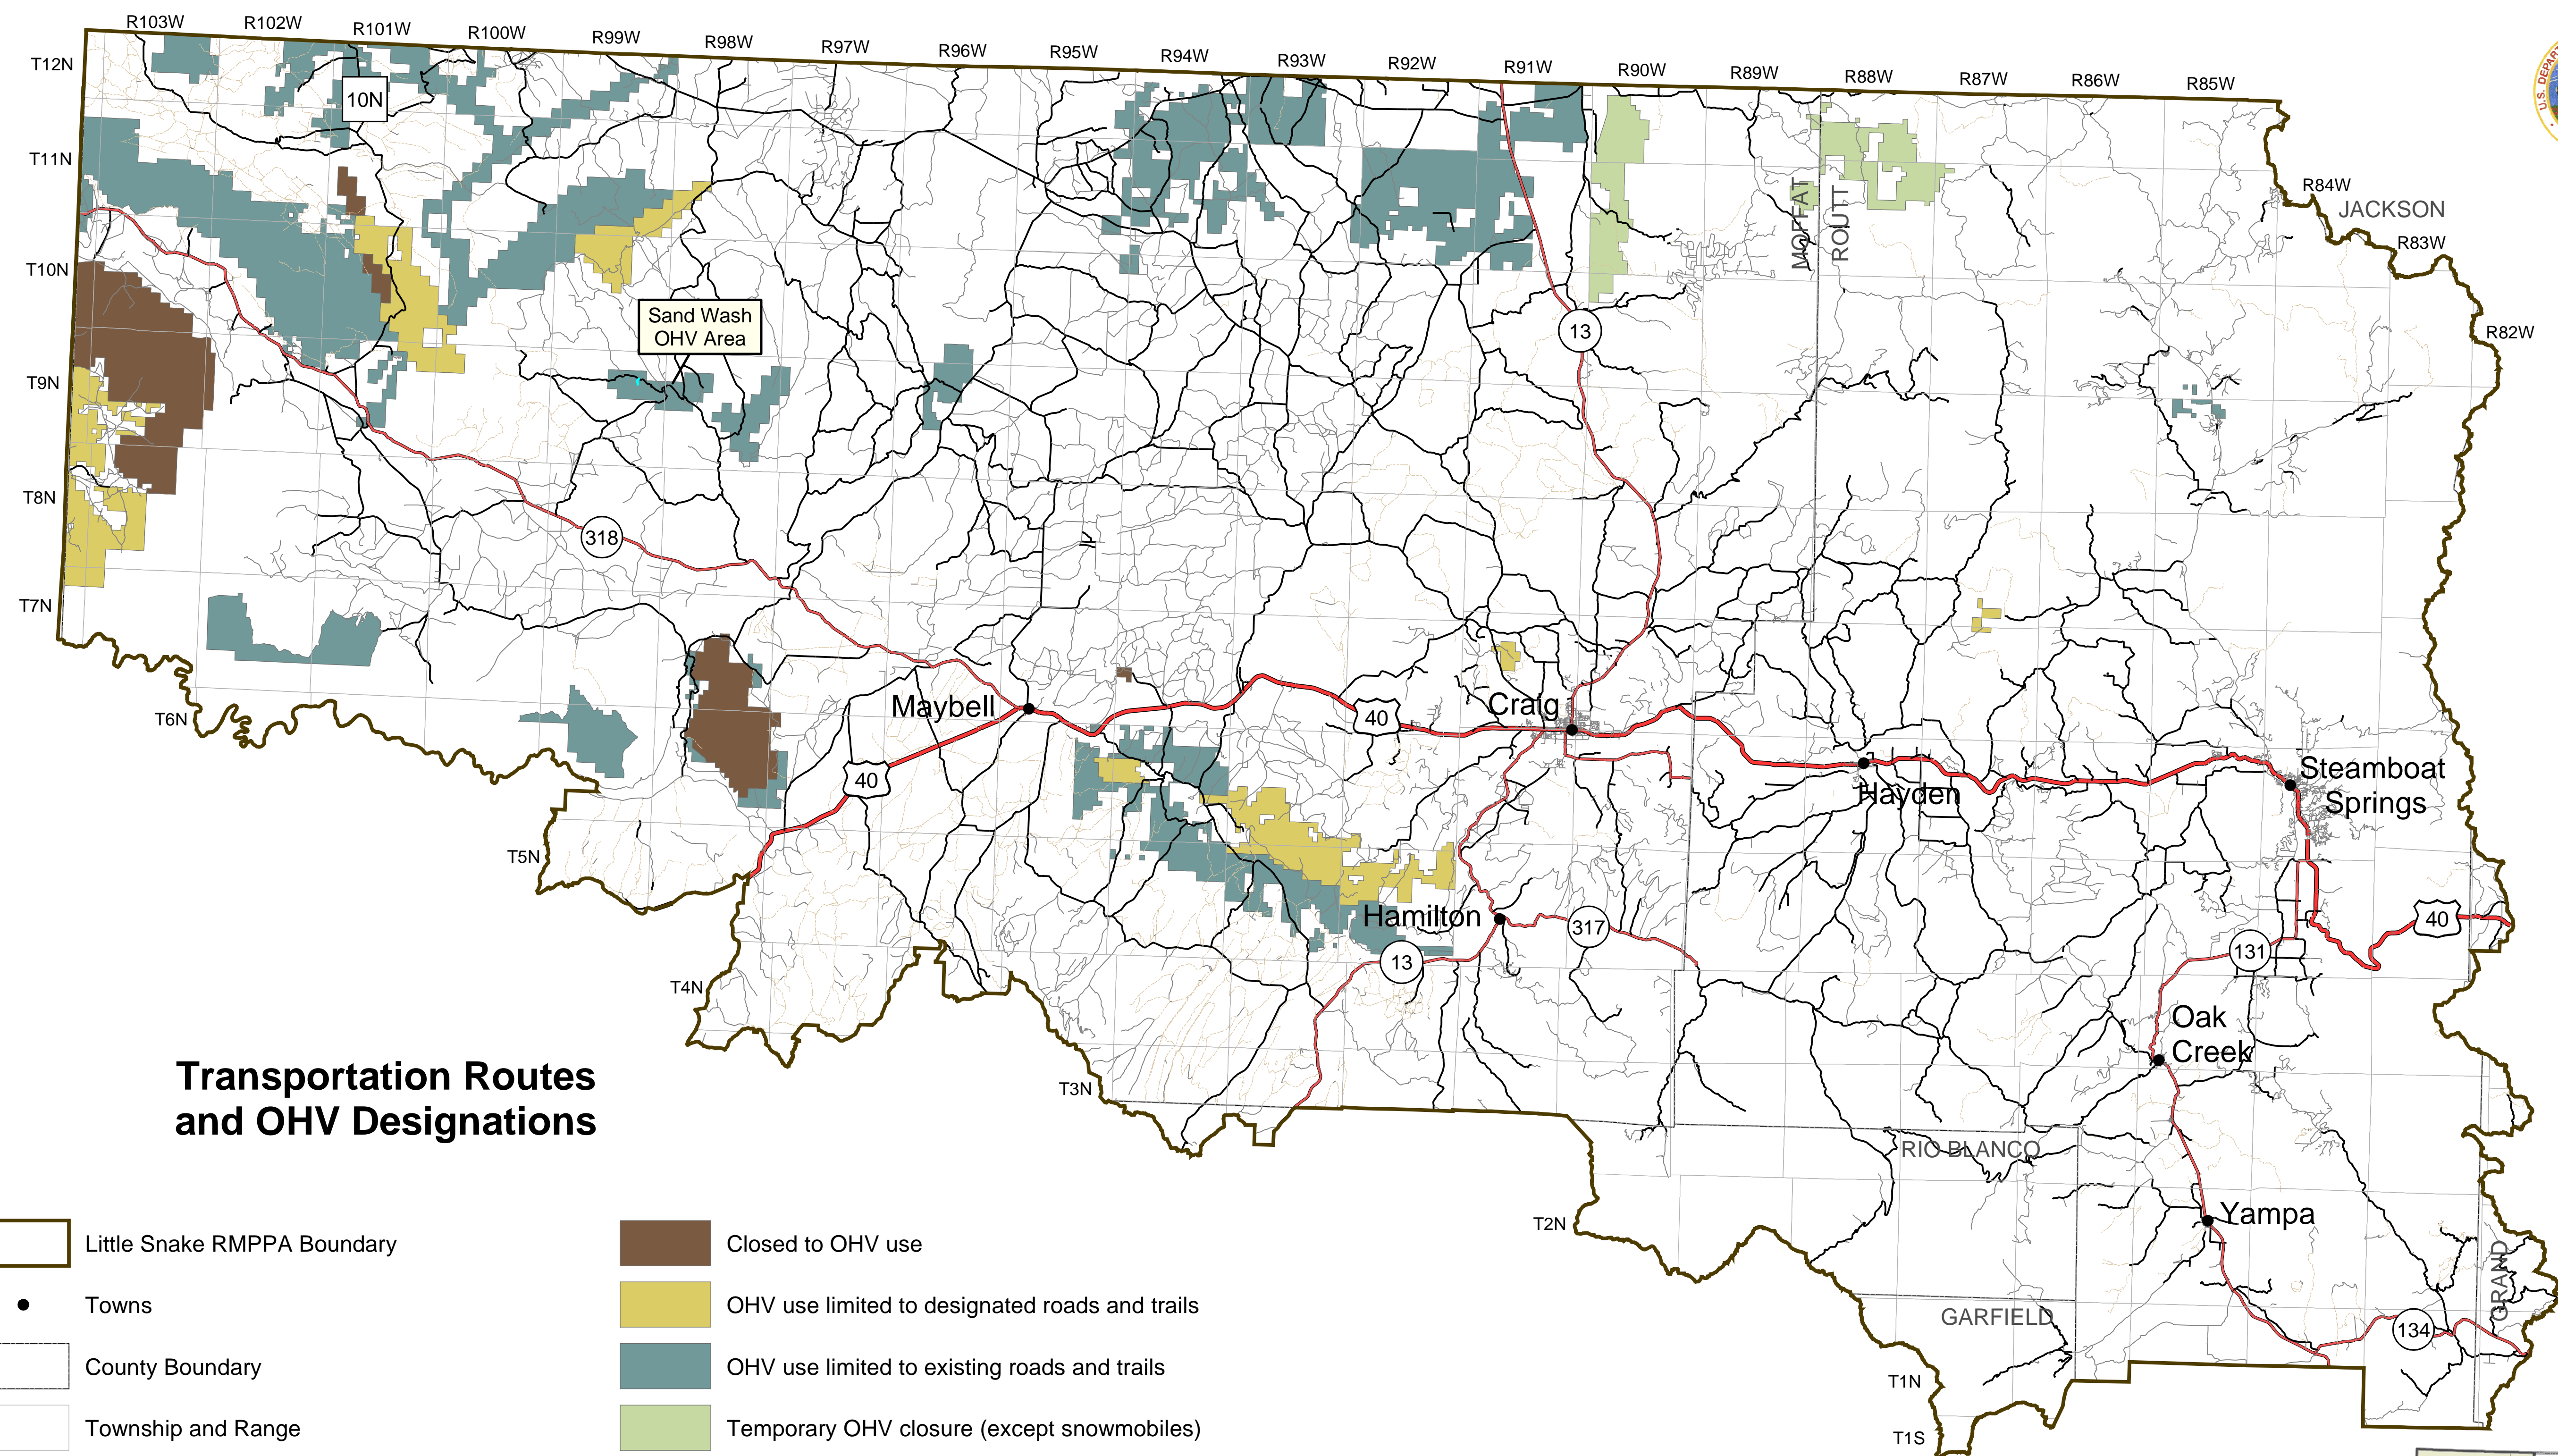 R103W
R102W
R101W
R100W
R99W
R98W
R97W
R96W
R95W
R94W
R93W
R92W
R91W
R90W
R89W
R88W
R87W
R86W
R85W
R84W
R83W
R82W
T12N
T11N
T10N
T9N
T8N
T7N
T6N
T5N
T4N
T3N
T2N
T1N
T1S
U.S. DEPART
10N
JACKSON
MOFFAT
ROUTT
Sand Wash
OHV Area
13
318
Maybell
40
Craig
40
Hayden
Steamboat
Springs
Hamilton
317
13
40
131
Oak
Creek
RIO BLANCO
Yampa
GRAND
GARFIELD
134
Transportation Routes
and OHV Designations
Little Snake RMPPA Boundary
Towns
County Boundary
Township and Range
Closed to OHV use
OHV use limited to designated roads and trails
OHV use limited to existing roads and trails
Temporary OHV closure (except snowmobiles)